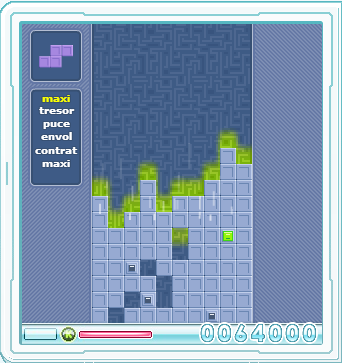 maxi
tresor
puce
envol
contrat
maxi
0064000